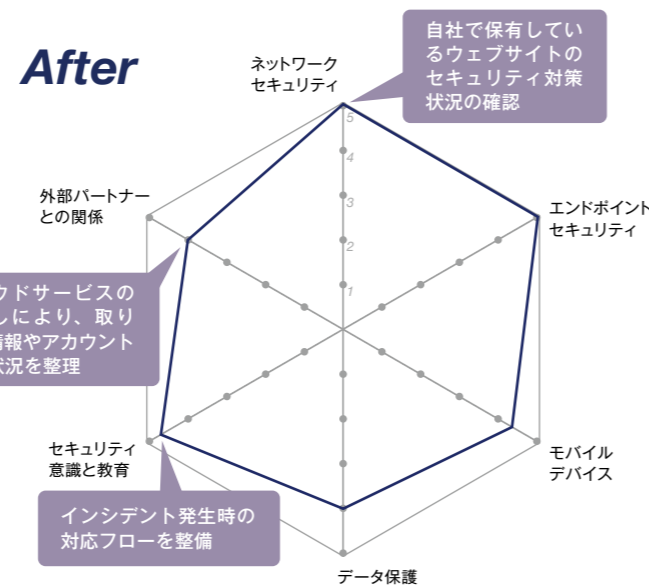 After
ネットワーク
セキュリティ
自社で保有してい
るウェブサイトの
セキュリティ対策
状況の確認
5
4
3
2
1
外部パートナー
との関係
エンドポイント
セキュリティ
ウドサービスの
しにより、取り
情報やアカウント
状況を整理
セキュリティ
意識と教育
モバイル
デバイス
インシデント発生時の
対応フローを整備
データ保護